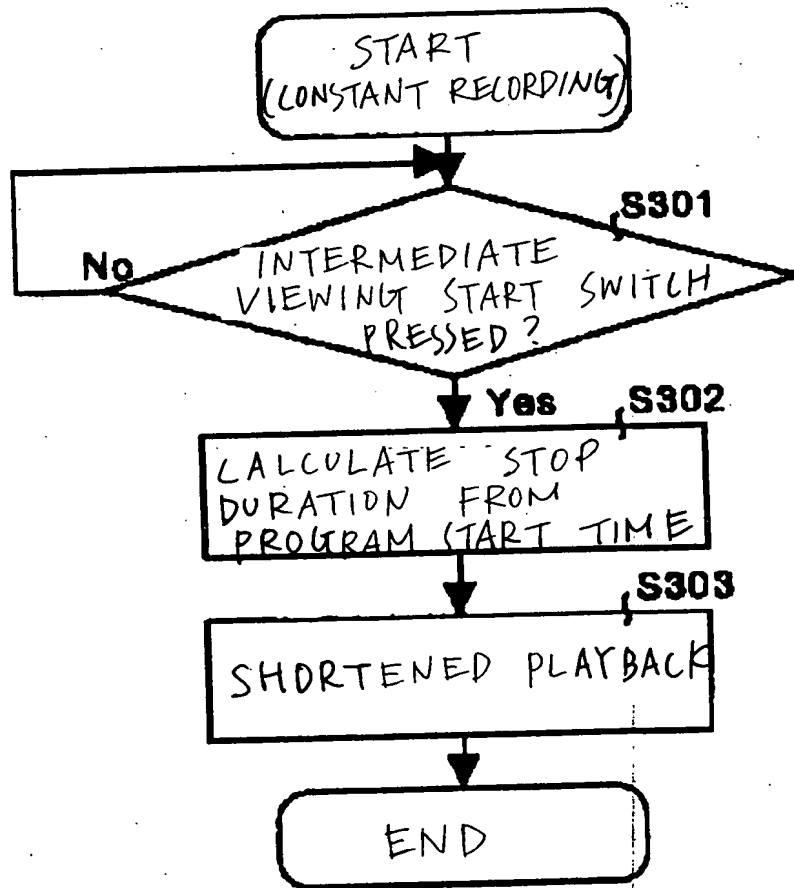 START
(CONSTANT RECORDING)
S301
No
INTERMEDIATE
VIEWING START SWITCH
PRESSED?
Yes
S302
CALCULATE STOP
DURATION FROM
PROGRAM START TIME
S303
SHORTENED PLAYBACK
END